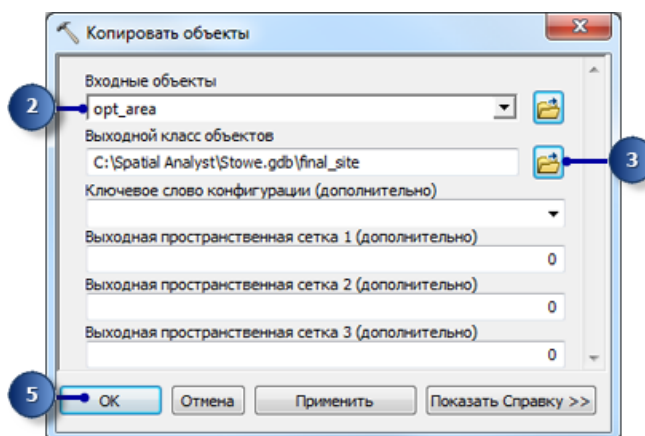 Копировать объекты
Входные объекты
2
opt_area
Выходной класс объектов
C:\Spatial Analyst\Stowe.gdb\final_site
3
Ключевое слово конфигурации (дополнительно)
Выходная пространственная сетка 1 (дополнительно)
0
Выходная пространственная сетка 2 (дополнительно)
0
Выходная пространственная сетка 3 (дополнительно)
0
5
OK Отмена Применить Показать Справку >>